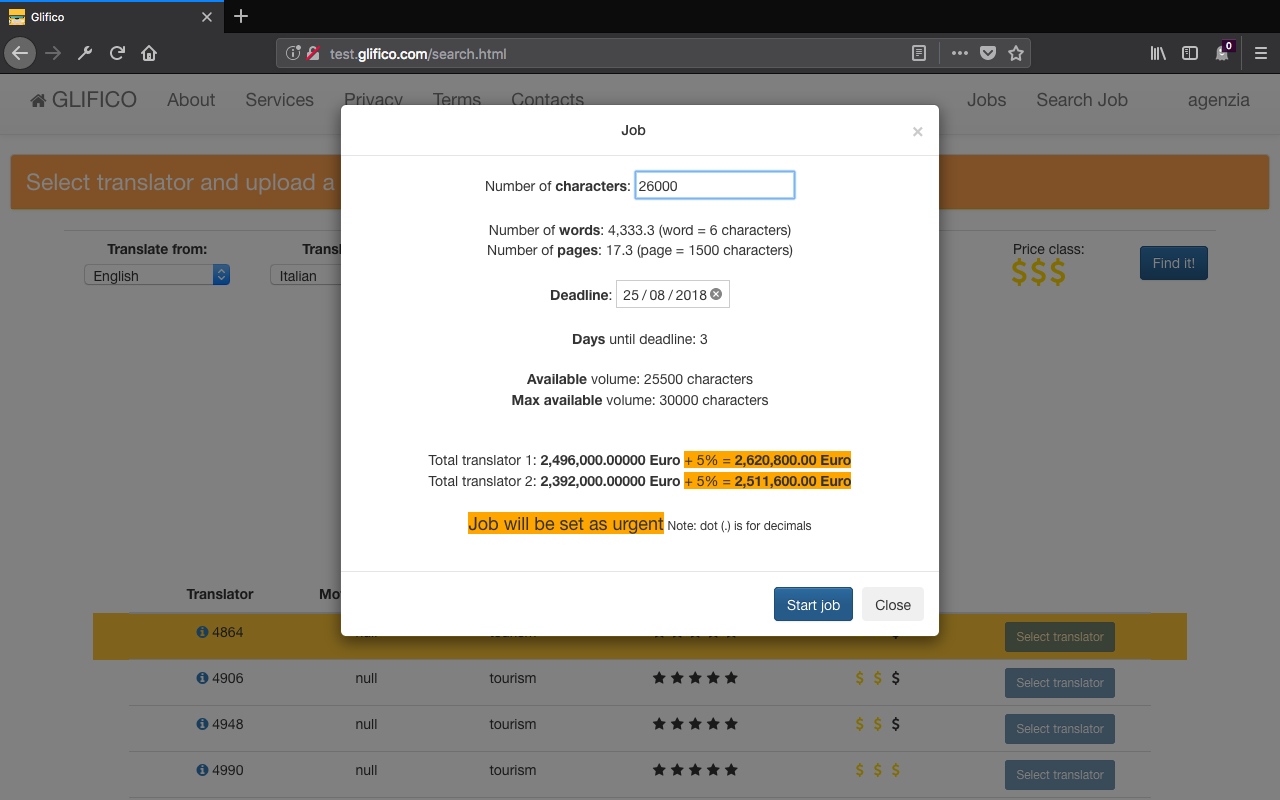 Glifico
test.glifico.com/search.html
0
GLIFICO About Services Privacy Terms Contacts Jobs Search Job agenzia
Job
Select translator and upload a
Number of characters: 26000
Number of words: 4,333.3 (word = 6 characters)
Number of pages: 17.3 (page = 1500 characters)
Translate from:
Price class:
English
Italian
$$$
Find it!
Deadline: 25 / 08 / 2018
Days until deadline: 3
Available volume: 25500 characters
Max available volume: 30000 characters
Total translator 1: 2,496,000.00000 Euro + 5% = 2,620,800.00 Euro
Total translator 2: 2,392,000.00000 Euro + 5% = 2,511,600.00 Euro
Job will be set as urgent Note: dot (.) is for decimals
Start job Close
Translator
4864 Select translator
4906 null tourism $ $ $ Select translator
4948 null tourism $ $ $ Select translator
4990 null tourism $ $ $ Select translator